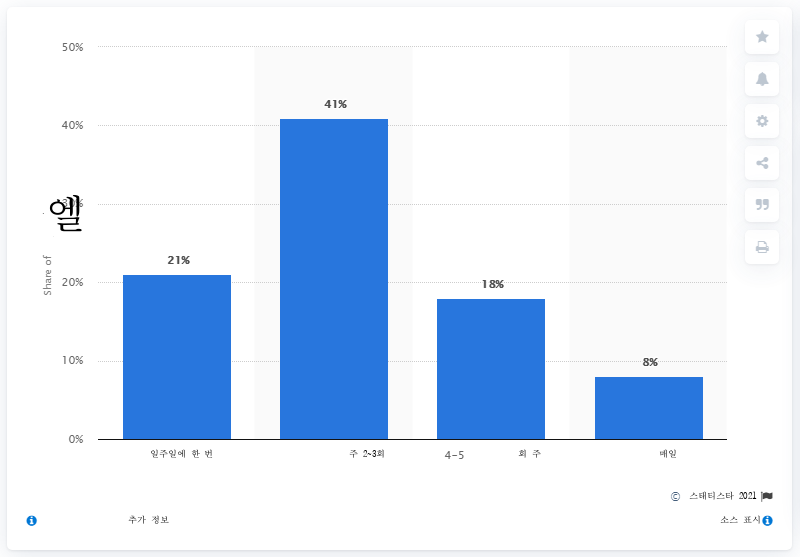 50%
41%
40%
엘
Share of
21%
20%
18%
10%
8%
0%
일주일에 한 번
주 2~3회
4-5 회 주
매일
© 스태티스타 2021
추가 정보
소스 표시